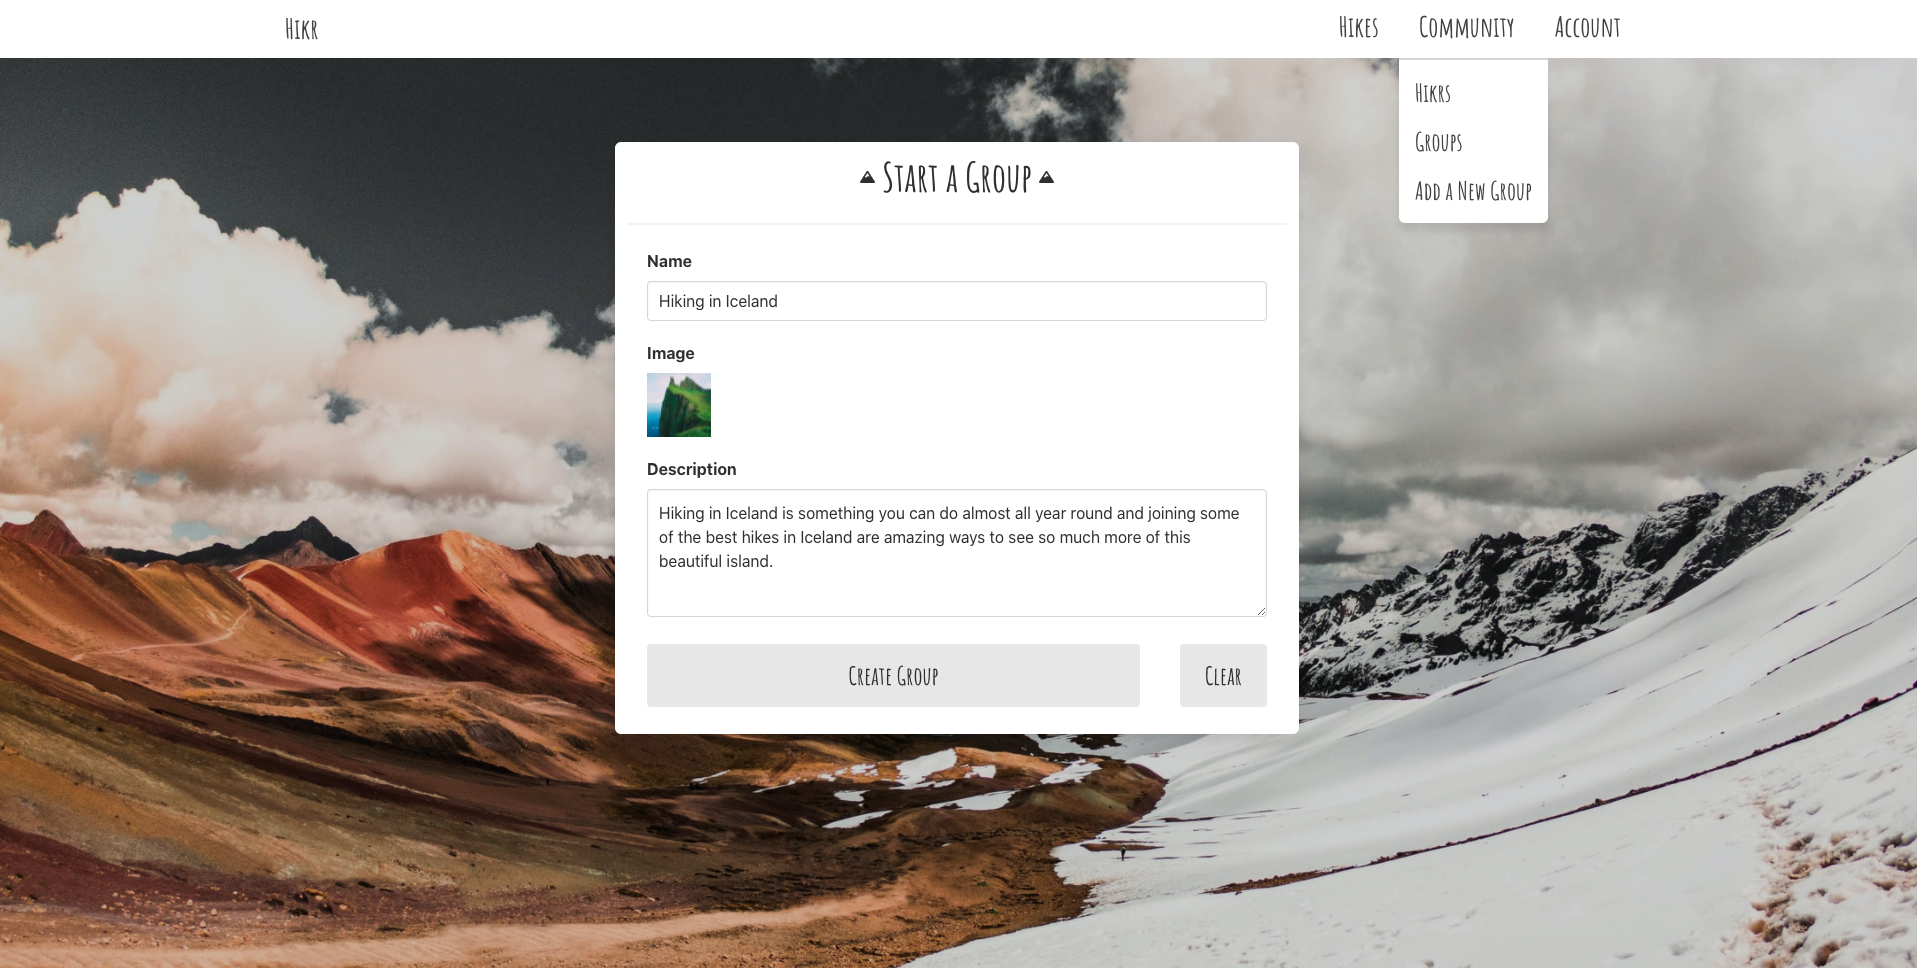 Hikr
Hikes Community Account
Hikrs
Groups
Add a New Group
Start a Group
Name
Hiking in Iceland
Image
Description
Hiking in Iceland is something you can do almost all year round and joining some
of the best hikes in Iceland are amazing ways to see so much more of this
beautiful island.
Create Group Clear